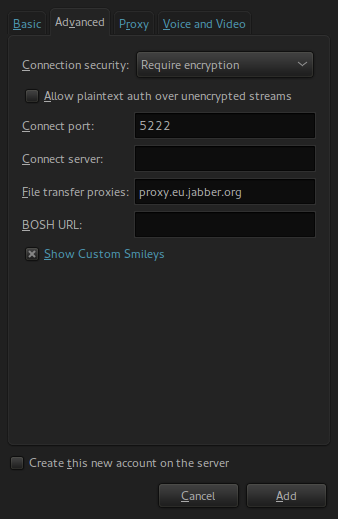 Basic Advanced Proxy Voice and Video
Connection security: Require encryption
Allow plaintext auth over unencrypted streams
Connect port: 5222
Connect server:
File transfer proxies: proxy.eu.jabber.org
BOSH URL:
Show Custom Smileys
Create this new account on the server
Cancel Add